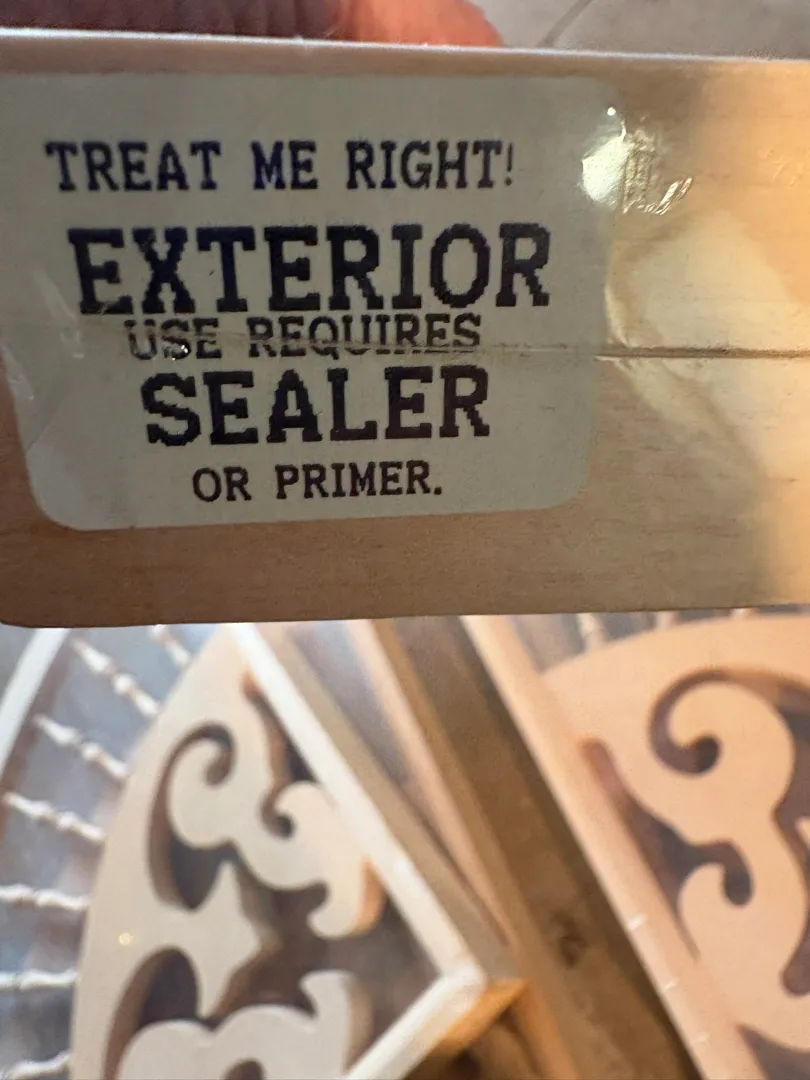 TREAT ME RIGHT!
EXTERIOR
USE REQUIRES
SEALER
OR PRIMER.